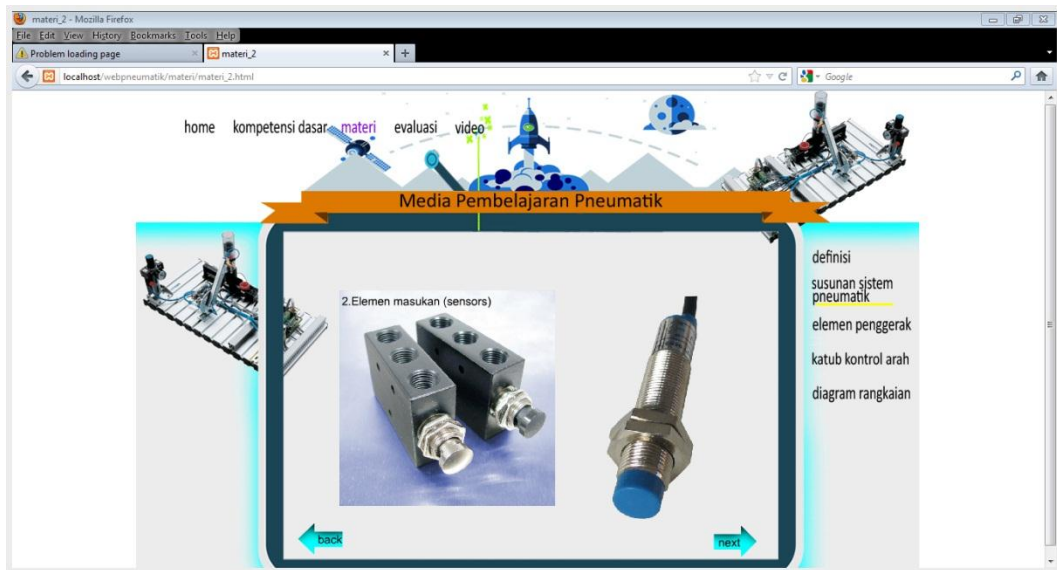 materi_2 - Mozilla Firefox
File Edit View History Bookmarks Tools Help
Problem loading page
materi_2
localhost/webpneumatik/materi/materi_2.html
Google
home kompetensi dasar materi evaluasi video
Media Pembelajaran Pneumatik
2.Elemen masukan (sensors)
back
next
definisi
susunan sistem
pneumatik
elemen penggerak
katub kontrol arah
diagram rangkaian